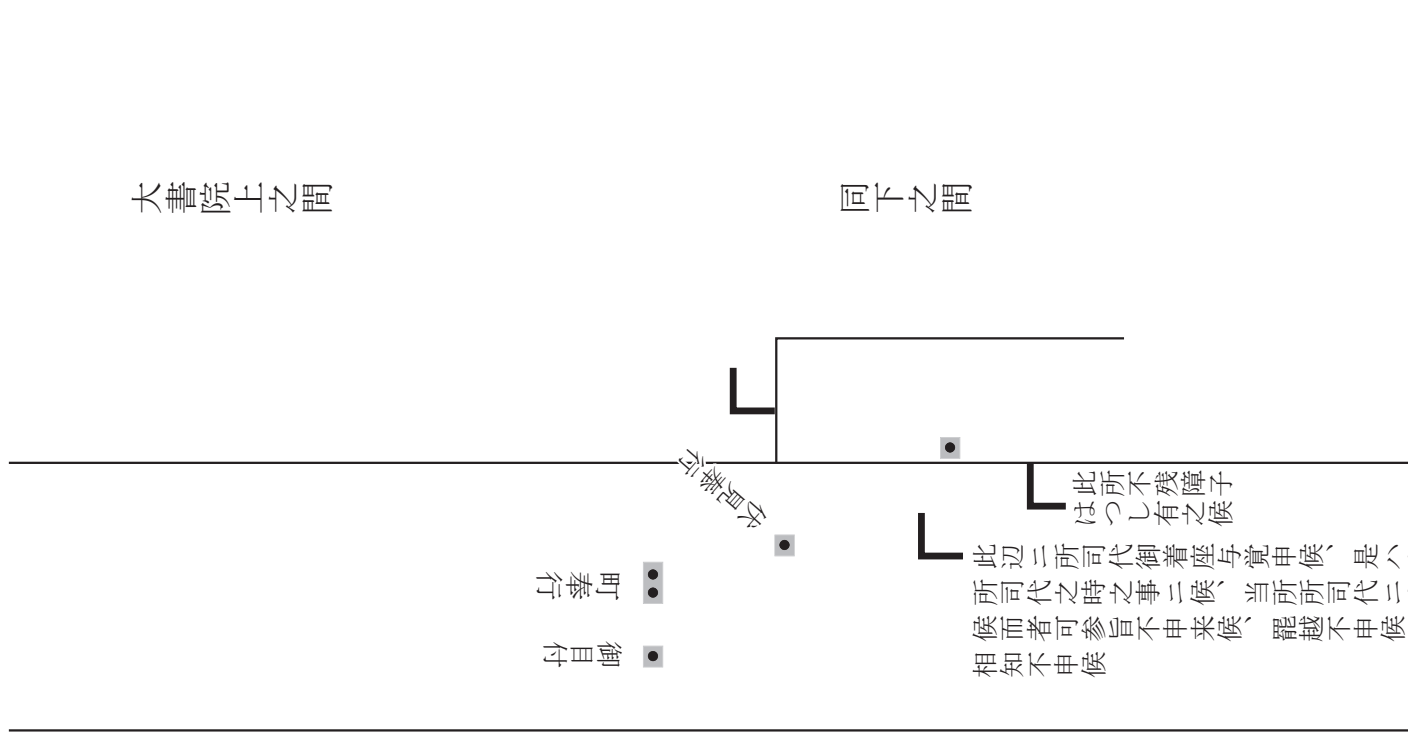 大書院上之間
同下之間
伏見奉行
町奉行
御目付
此所不残障子
はつし有之候
此辺ニ所司代御着座与覚申候、是ハ
所司代之時之事ニ候、当所所司代ニ
候而者可参旨不申来候、罷越不申候
相知不申候